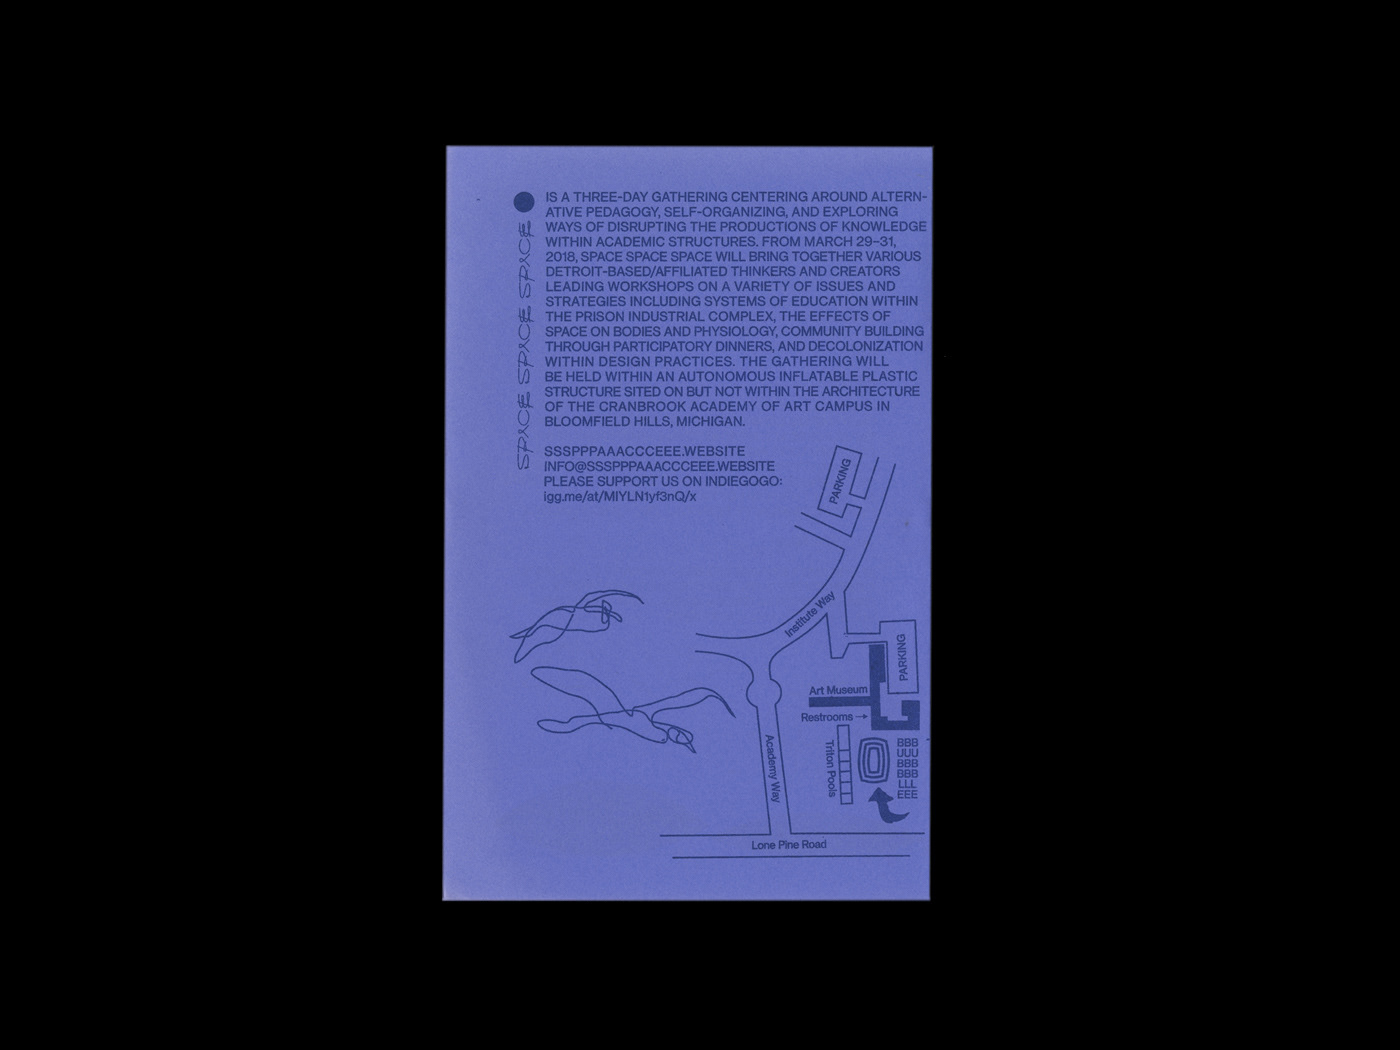 SPACE SPACE SPACE
IS A THREE-DAY GATHERING CENTERING AROUND ALTERN-
ATIVE PEDAGOGY, SELF-ORGANIZING, AND EXPLORING
WAYS OF DISRUPTING THE PRODUCTIONS OF KNOWLEDGE
WITHIN ACADEMIC STRUCTURES. FROM MARCH 29–31,
2018, SPACE SPACE SPACE WILL BRING TOGETHER VARIOUS
DETROIT-BASED/AFFILIATED THINKERS AND CREATORS
LEADING WORKSHOPS ON A VARIETY OF ISSUES AND
STRATEGIES INCLUDING SYSTEMS OF EDUCATION WITHIN
THE PRISON INDUSTRIAL COMPLEX, THE EFFECTS OF
SPACE ON BODIES AND PHYSIOLOGY, COMMUNITY BUILDING
THROUGH PARTICIPATORY DINNERS, AND DECOLONIZATION
WITHIN DESIGN PRACTICES. THE GATHERING WILL
BE HELD WITHIN AN AUTONOMOUS INFLATABLE PLASTIC
STRUCTURE SITED ON BUT NOT WITHIN THE ARCHITECTURE
OF THE CRANBROOK ACADEMY OF ART CAMPUS IN
BLOOMFIELD HILLS, MICHIGAN.
SSSPPPAAACCCEEE.WEBSITE
INFO@SSSPPPAAACCCEEE.WEBSITE
PLEASE SUPPORT US ON INDIEGOGO:
igg.me/at/MIYLN1yf3nQ/x
PARKING
Institute Way
PARKING
Art Museum
Restrooms →
Triton Pools
BBB
UUU
BBB
BBB
LLL
EEE
Academy Way
Lone Pine Road